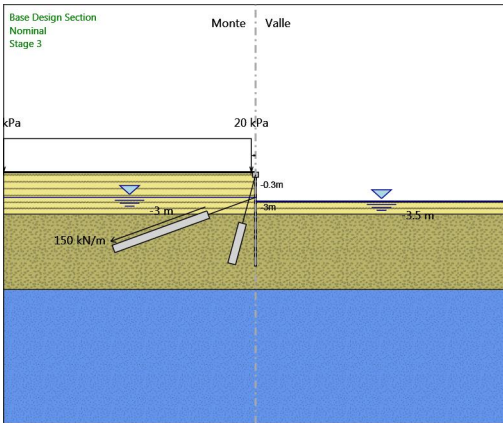 Base Design Section
Nominal
Stage 3
Monte Valle
kPa
20 kPa
-0.3m
-3m
-3 m
-3.5 m
150 kN/m